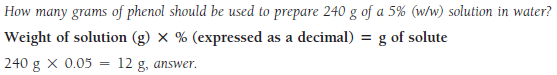 How many grams of phenol should be used to prepare 240 g of a 5% (w/w) solution in water?
Weight of solution (g) × % (expressed as a decimal) = g of solute
240 g × 0.05 = 12 g, answer.